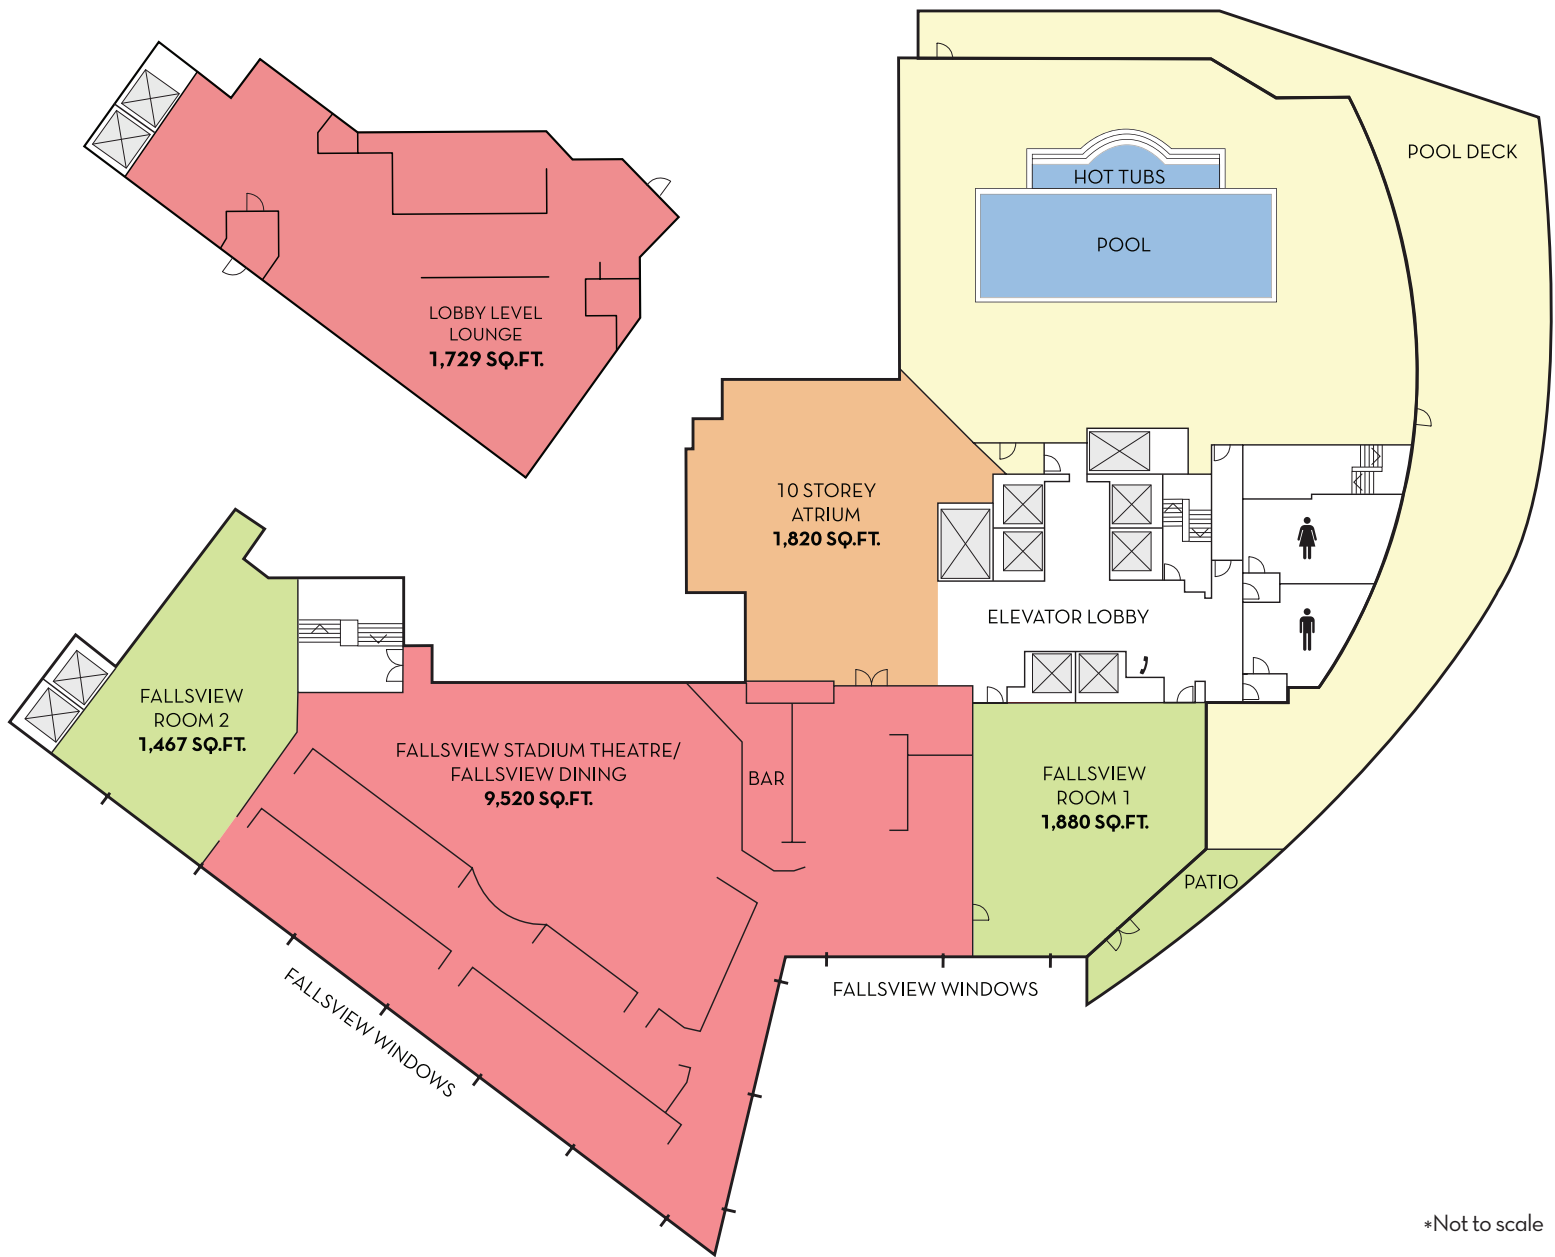 POOL DECK
HOT TUBS
POOL
LOBBY LEVEL
LOUNGE
1,729 SQ.FT.
10 STOREY
ATRIUM
1,820 SQ.FT.
ELEVATOR LOBBY
FALLSVIEW
ROOM 2
1,467 SQ.FT.
FALLSVIEW STADIUM THEATRE/
FALLSVIEW DINING
9,520 SQ.FT.
BAR
FALLSVIEW
ROOM 1
1,880 SQ.FT.
PATIO
FALLSVIEW WINDOWS
FALLSVIEW WINDOWS
*Not to scale